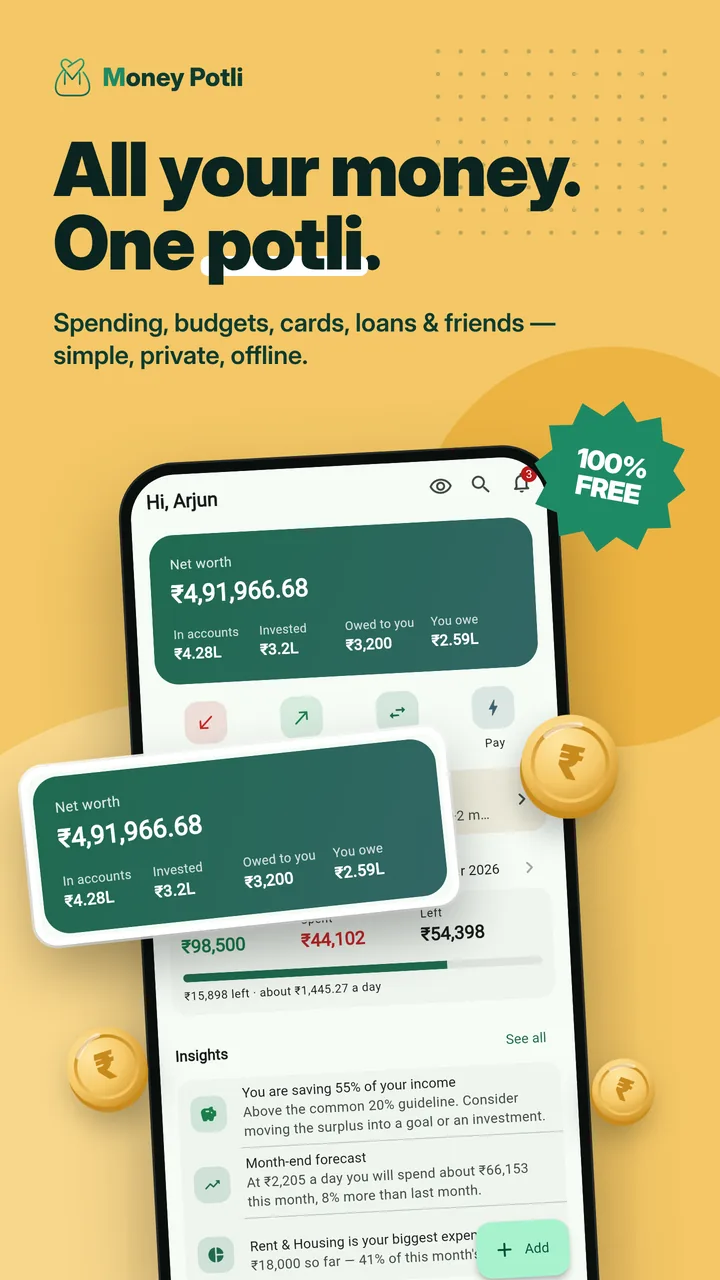 Money Potli
All your money.
One potli.
Spending, budgets, cards, loans & friends —
simple, private, offline.
100%
FREE
Hi, Arjun
3
Net worth
₹4,91,966.68
In accounts Invested Owed to you You owe
₹4.28L ₹3.2L ₹3,200 ₹2.59L
Pay
Net worth
₹4,91,966.68
In accounts Invested Owed to you You owe
₹4.28L ₹3.2L ₹3,200 ₹2.59L
2 m...
2026
Left
₹98,500 ₹44,102 ₹54,398
₹15,898 left · about ₹1,445.27 a day
Insights See all
You are saving 55% of your income
Above the common 20% guideline. Consider
moving the surplus into a goal or an investment.
Month-end forecast
At ₹2,205 a day you will spend about ₹66,153
this month, 8% more than last month.
Rent & Housing is your biggest
₹18,000 so far — 41% of this month's
+ Add